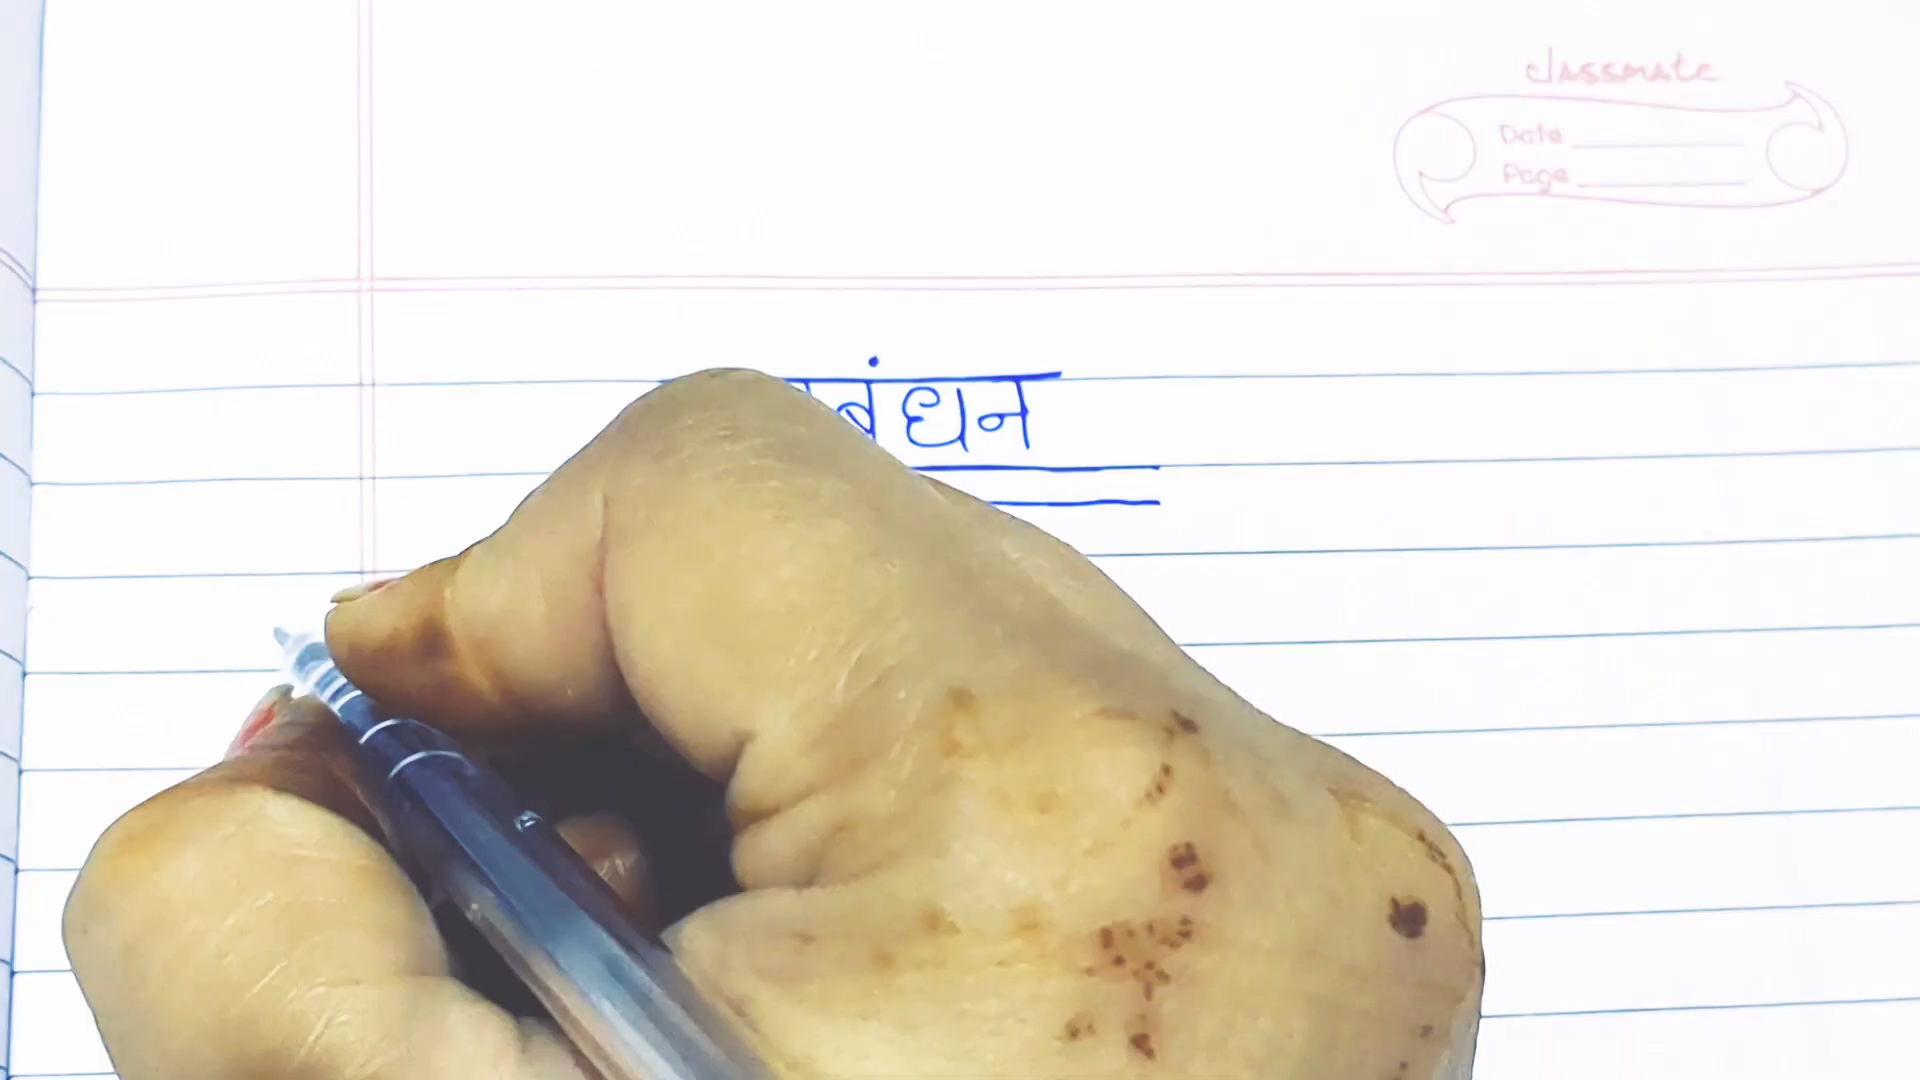 classmate
Date
Page
बंधन